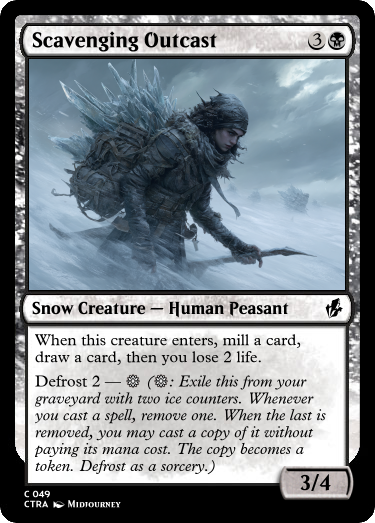 Scavenging Outcast 3
Snow Creature — Human Peasant
When this creature enters, mill a card,
draw a card, then you lose 2 life.
Defrost 2 — (: Exile this from your
graveyard with two ice counters. Whenever
you cast a spell, remove one. When the last is
removed, you may cast a copy of it without
paying its mana cost. The copy becomes a
token. Defrost as a sorcery.)
3/4
C 049
CTRA Midjourney